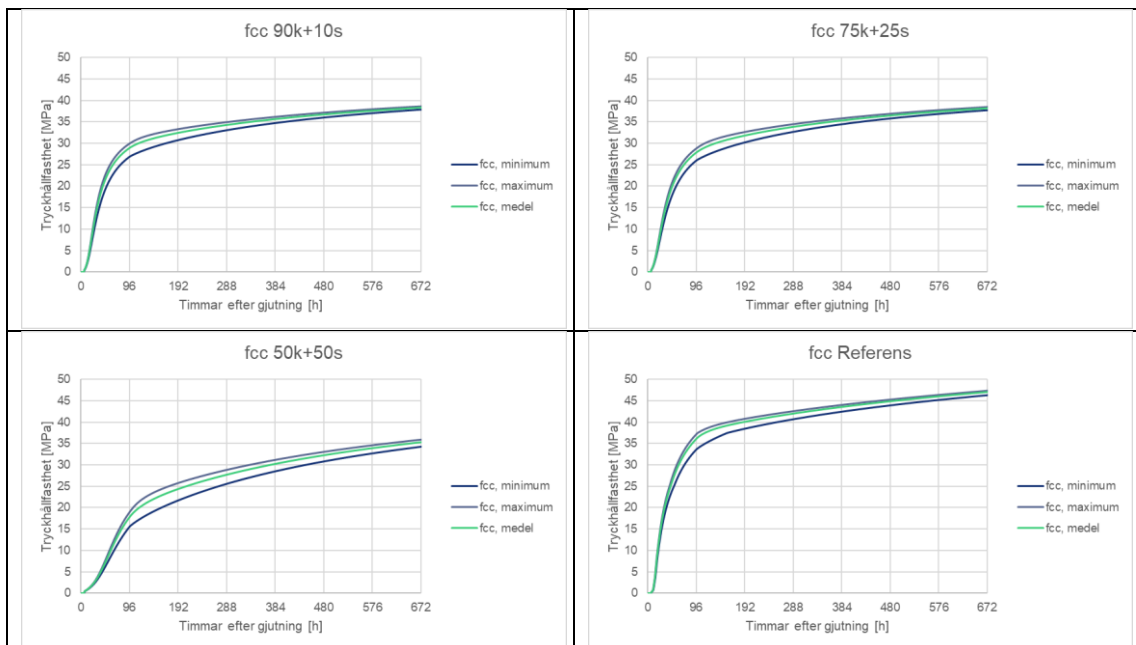 fcc 90k+10s
Tryckhållfasthet [MPa]
50
45
40
35
30
25
20
15
10
5
0
0 96 192 288 384 480 576 672
Timmar efter gjutning [h]
fcc, minimum
fcc, maximum
fcc, medel
fcc 75k+25s
Tryckhållfasthet [MPa]
50
45
40
35
30
25
20
15
10
5
0
0 96 192 288 384 480 576 672
Timmar efter gjutning [h]
fcc, minimum
fcc, maximum
fcc, medel
fcc 50k+50s
Tryckhållfasthet [MPa]
50
45
40
35
30
25
20
15
10
5
0
0 96 192 288 384 480 576 672
Timmar efter gjutning [h]
fcc, minimum
fcc, maximum
fcc, medel
fcc Referens
Tryckhållfasthet [MPa]
50
45
40
35
30
25
20
15
10
5
0
0 96 192 288 384 480 576 672
Timmar efter gjutning [h]
fcc, minimum
fcc, maximum
fcc, medel